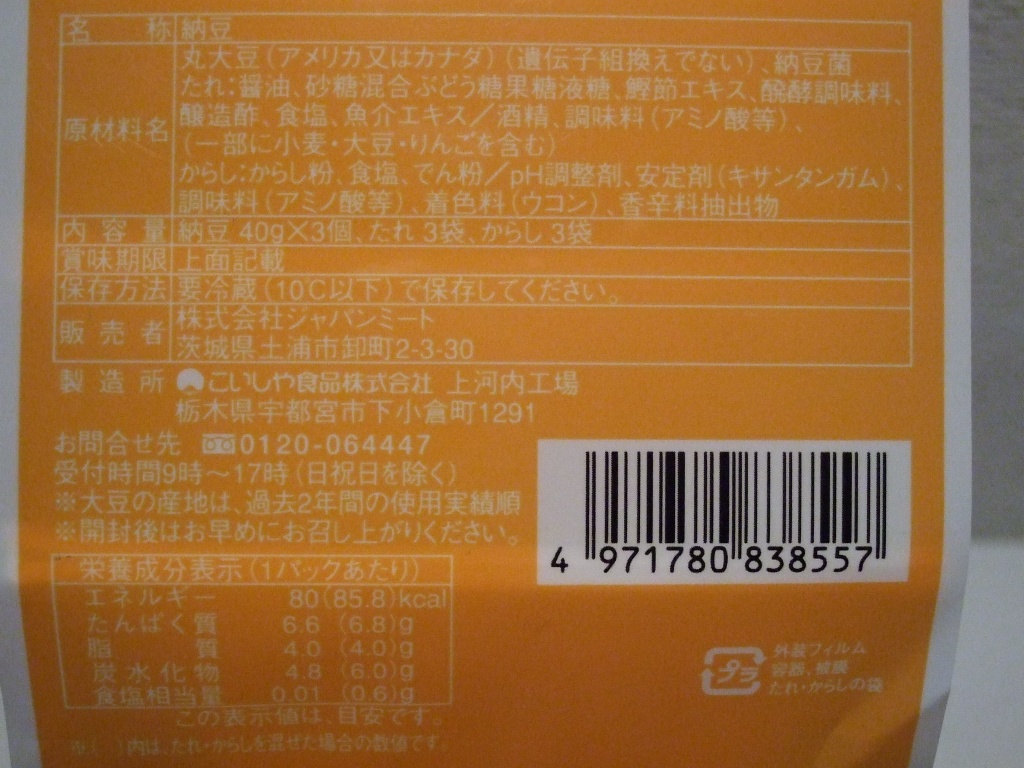 名称 納豆
原材料名 丸大豆(アメリカ又はカナダ)(遺伝子組換えでない)、納豆菌
たれ:醤油、砂糖混合ぶどう糖果糖液糖、鰹節エキス、醗酵調味料、
醸造酢、食塩、魚介エキス/酒精、調味料(アミノ酸等)、
(一部に小麦・大豆・りんごを含む)
からし:からし粉、食塩、でん粉/pH調整剤、安定剤(キサンタンガム)、
調味料(アミノ酸等)、着色料(ウコン)、香辛料抽出物
内容量 納豆 40g×3個、たれ 3袋、からし 3袋
賞味期限 上面記載
保存方法 要冷蔵(10℃以下)で保存してください。
販売者 株式会社ジャパンミート
茨城県土浦市卸町2-3-30
製造所 こいしや食品株式会社 上河内工場
栃木県宇都宮市下小倉町1291
お問合せ先 0120-064447
受付時間9時〜17時(日祝日を除く)
※大豆の産地は、過去2年間の使用実績順
※開封後はお早めにお召し上がりください。
4 971780 838557
栄養成分表示(1パックあたり)
エネルギー 80(85.8)kcal
たんぱく質 6.6 (6.8)g
脂質 4.0 (4.0)g
炭水化物 4.8 (6.0)g
食塩相当量 0.01 (0.6)g
この表示値は、目安です。
※( )内は、たれ・からしを混ぜた場合の数値です。
プラ
外装フィルム
容器、被膜
たれ・からしの袋